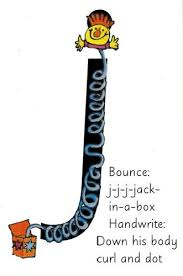 Bounce:
j-j-j-jack-
in-a-box
Handwrite:
Down his body
curl and dot